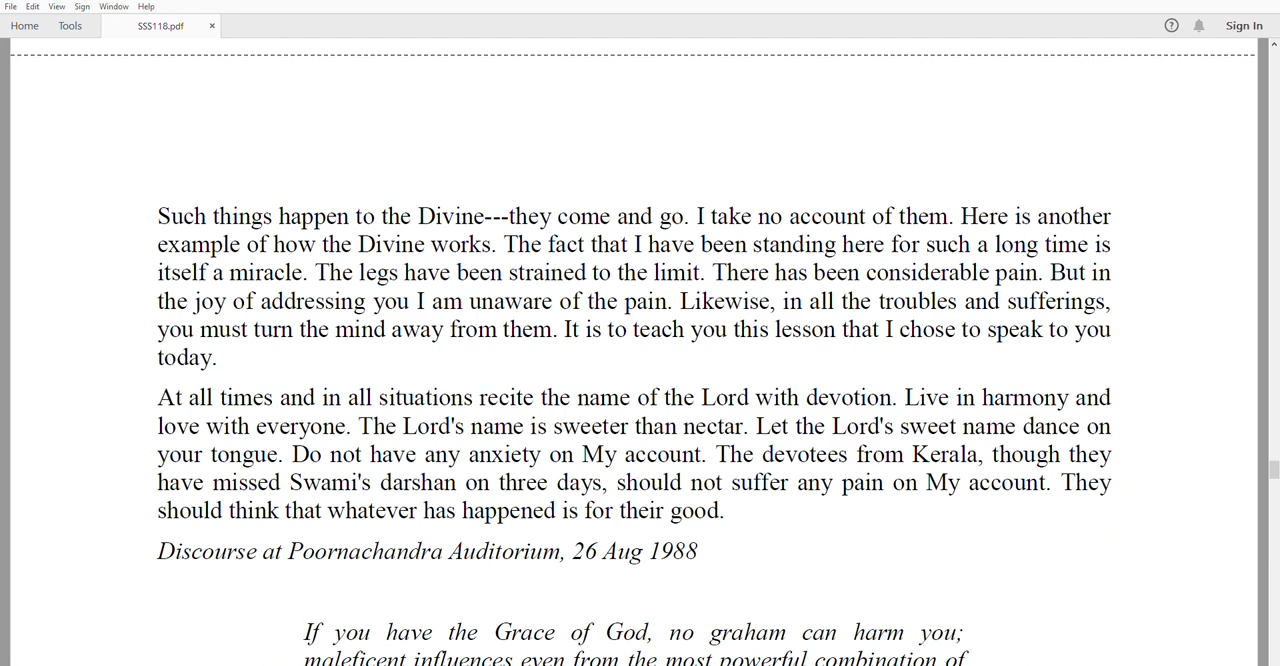 File Edit View Sign Window Help
Home Tools SSS118.pdf × ? Sign In
Such things happen to the Divine---they come and go. I take no account of them. Here is another
example of how the Divine works. The fact that I have been standing here for such a long time is
itself a miracle. The legs have been strained to the limit. There has been considerable pain. But in
the joy of addressing you I am unaware of the pain. Likewise, in all the troubles and sufferings,
you must turn the mind away from them. It is to teach you this lesson that I chose to speak to you
today.
At all times and in all situations recite the name of the Lord with devotion. Live in harmony and
love with everyone. The Lord's name is sweeter than nectar. Let the Lord's sweet name dance on
your tongue. Do not have any anxiety on My account. The devotees from Kerala, though they
have missed Swami's darshan on three days, should not suffer any pain on My account. They
should think that whatever has happened is for their good.
Discourse at Poornachandra Auditorium, 26 Aug 1988
If you have the Grace of God, no graham can harm you;
maleficent influences even from the most powerful combination of